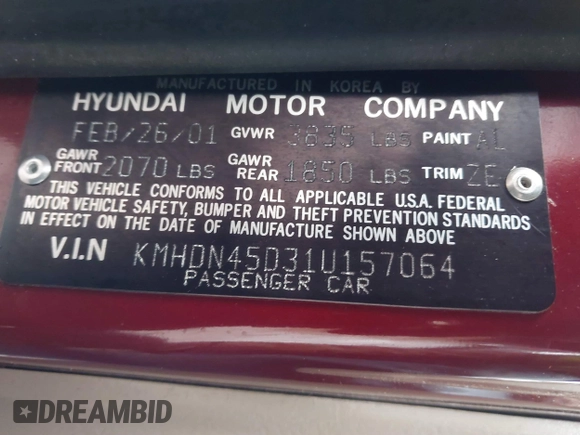 MANUFACTURED IN KOREA BY
HYUNDAI MOTOR COMPANY
FEB/26/01 GVWR 3835 LBS PAINT AL
GAWR FRONT 2070 LBS GAWR REAR 1850 LBS TRIM ZE
THIS VEHICLE CONFORMS TO ALL APPLICABLE U.S.A. FEDERAL
MOTOR VEHICLE SAFETY, BUMPER AND THEFT PREVENTION STANDARDS
IN EFFECT ON THE DATE OF MANUFACTURE SHOWN ABOVE
V.I.N KMHDN45D31U157064
PASSENGER CAR
DREAMBID